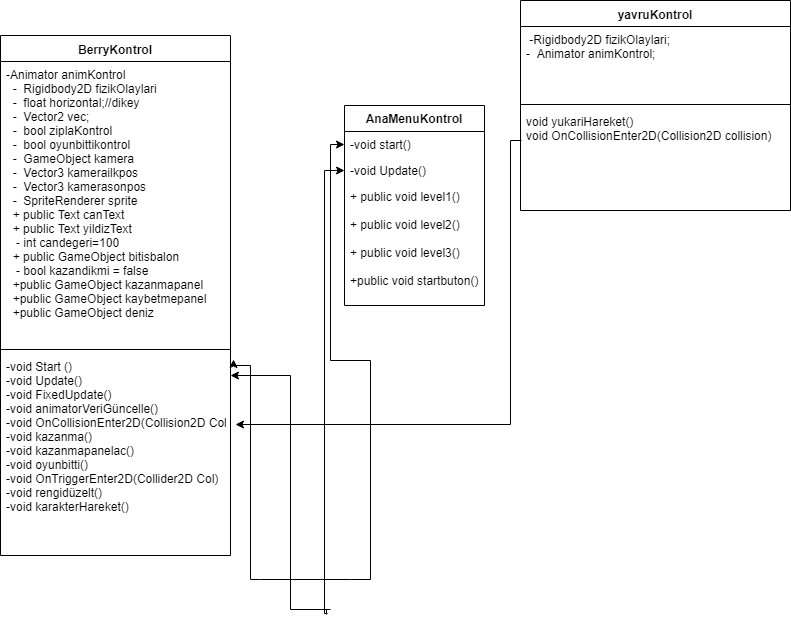 BerryKontrol
-Animator animKontrol
- Rigidbody2D fizikOlaylari
- float horizontal;//dikey
- Vector2 vec;
- bool ziplaKontrol
- bool oyunbittikontrol
- GameObject kamera
- Vector3 kamerailkpos
- Vector3 kamerasonpos
- SpriteRenderer sprite
+ public Text canText
+ public Text yildizText
- int candegeri=100
+ public GameObject bitisbalon
- bool kazandikmi = false
+public GameObject kazanmapanel
+public GameObject kaybetmepanel
+public GameObject deniz
-void Start ()
-void Update()
-void FixedUpdate()
-void animatorVeriGüncelle()
-void OnCollisionEnter2D(Collision2D Col
-void kazanma()
-void kazanmapanelac()
-void oyunbitti()
-void OnTriggerEnter2D(Collider2D Col)
-void rengidüzelt()
-void karakterHareket()
AnaMenuKontrol
-void start()
-void Update()
+ public void level1()
+ public void level2()
+ public void level3()
+public void startbuton()
yavruKontrol
-Rigidbody2D fizikOlaylari;
- Animator animKontrol;
void yukariHareket()
void OnCollisionEnter2D(Collision2D collision)